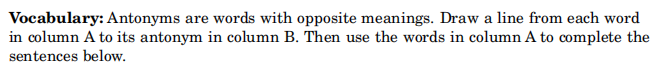 Vocabulary: Antonyms are words with opposite meanings. Draw a line from each word
in column A to its antonym in column B. Then use the words in column A to complete the
sentences below.